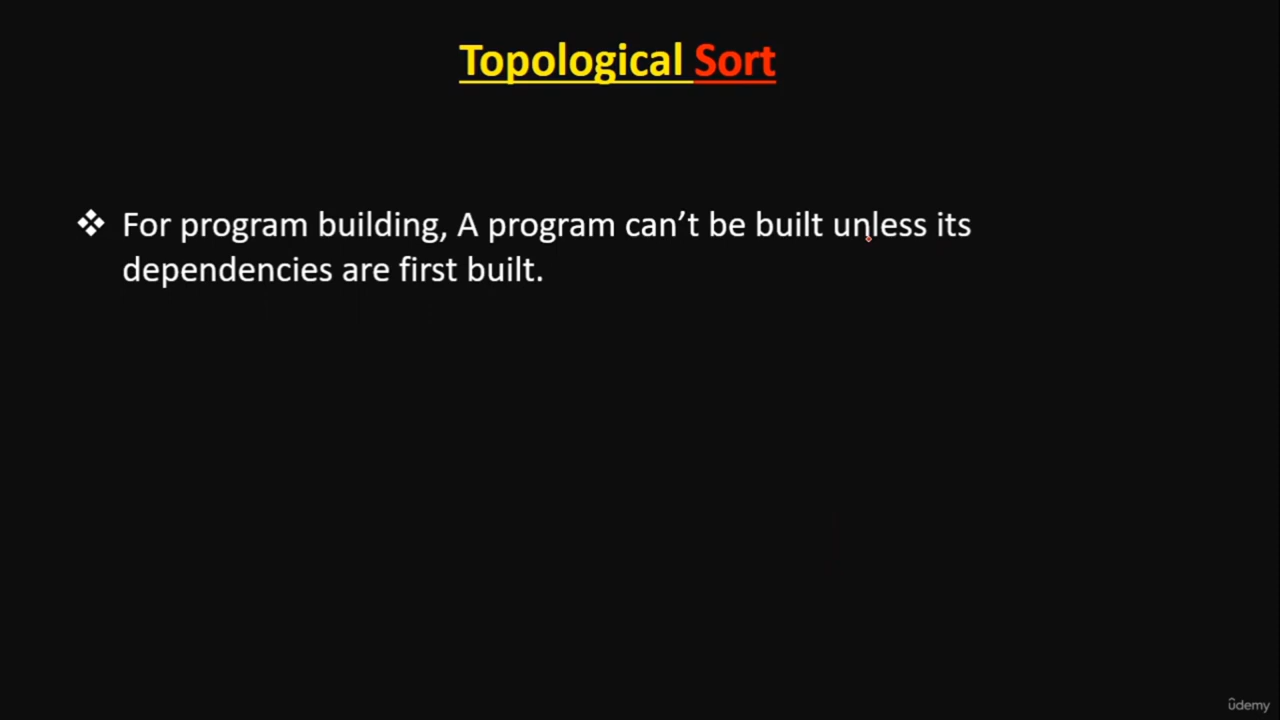 Topological Sort
❖ For program building, A program can’t be built unless its
dependencies are first built.
ûdemy